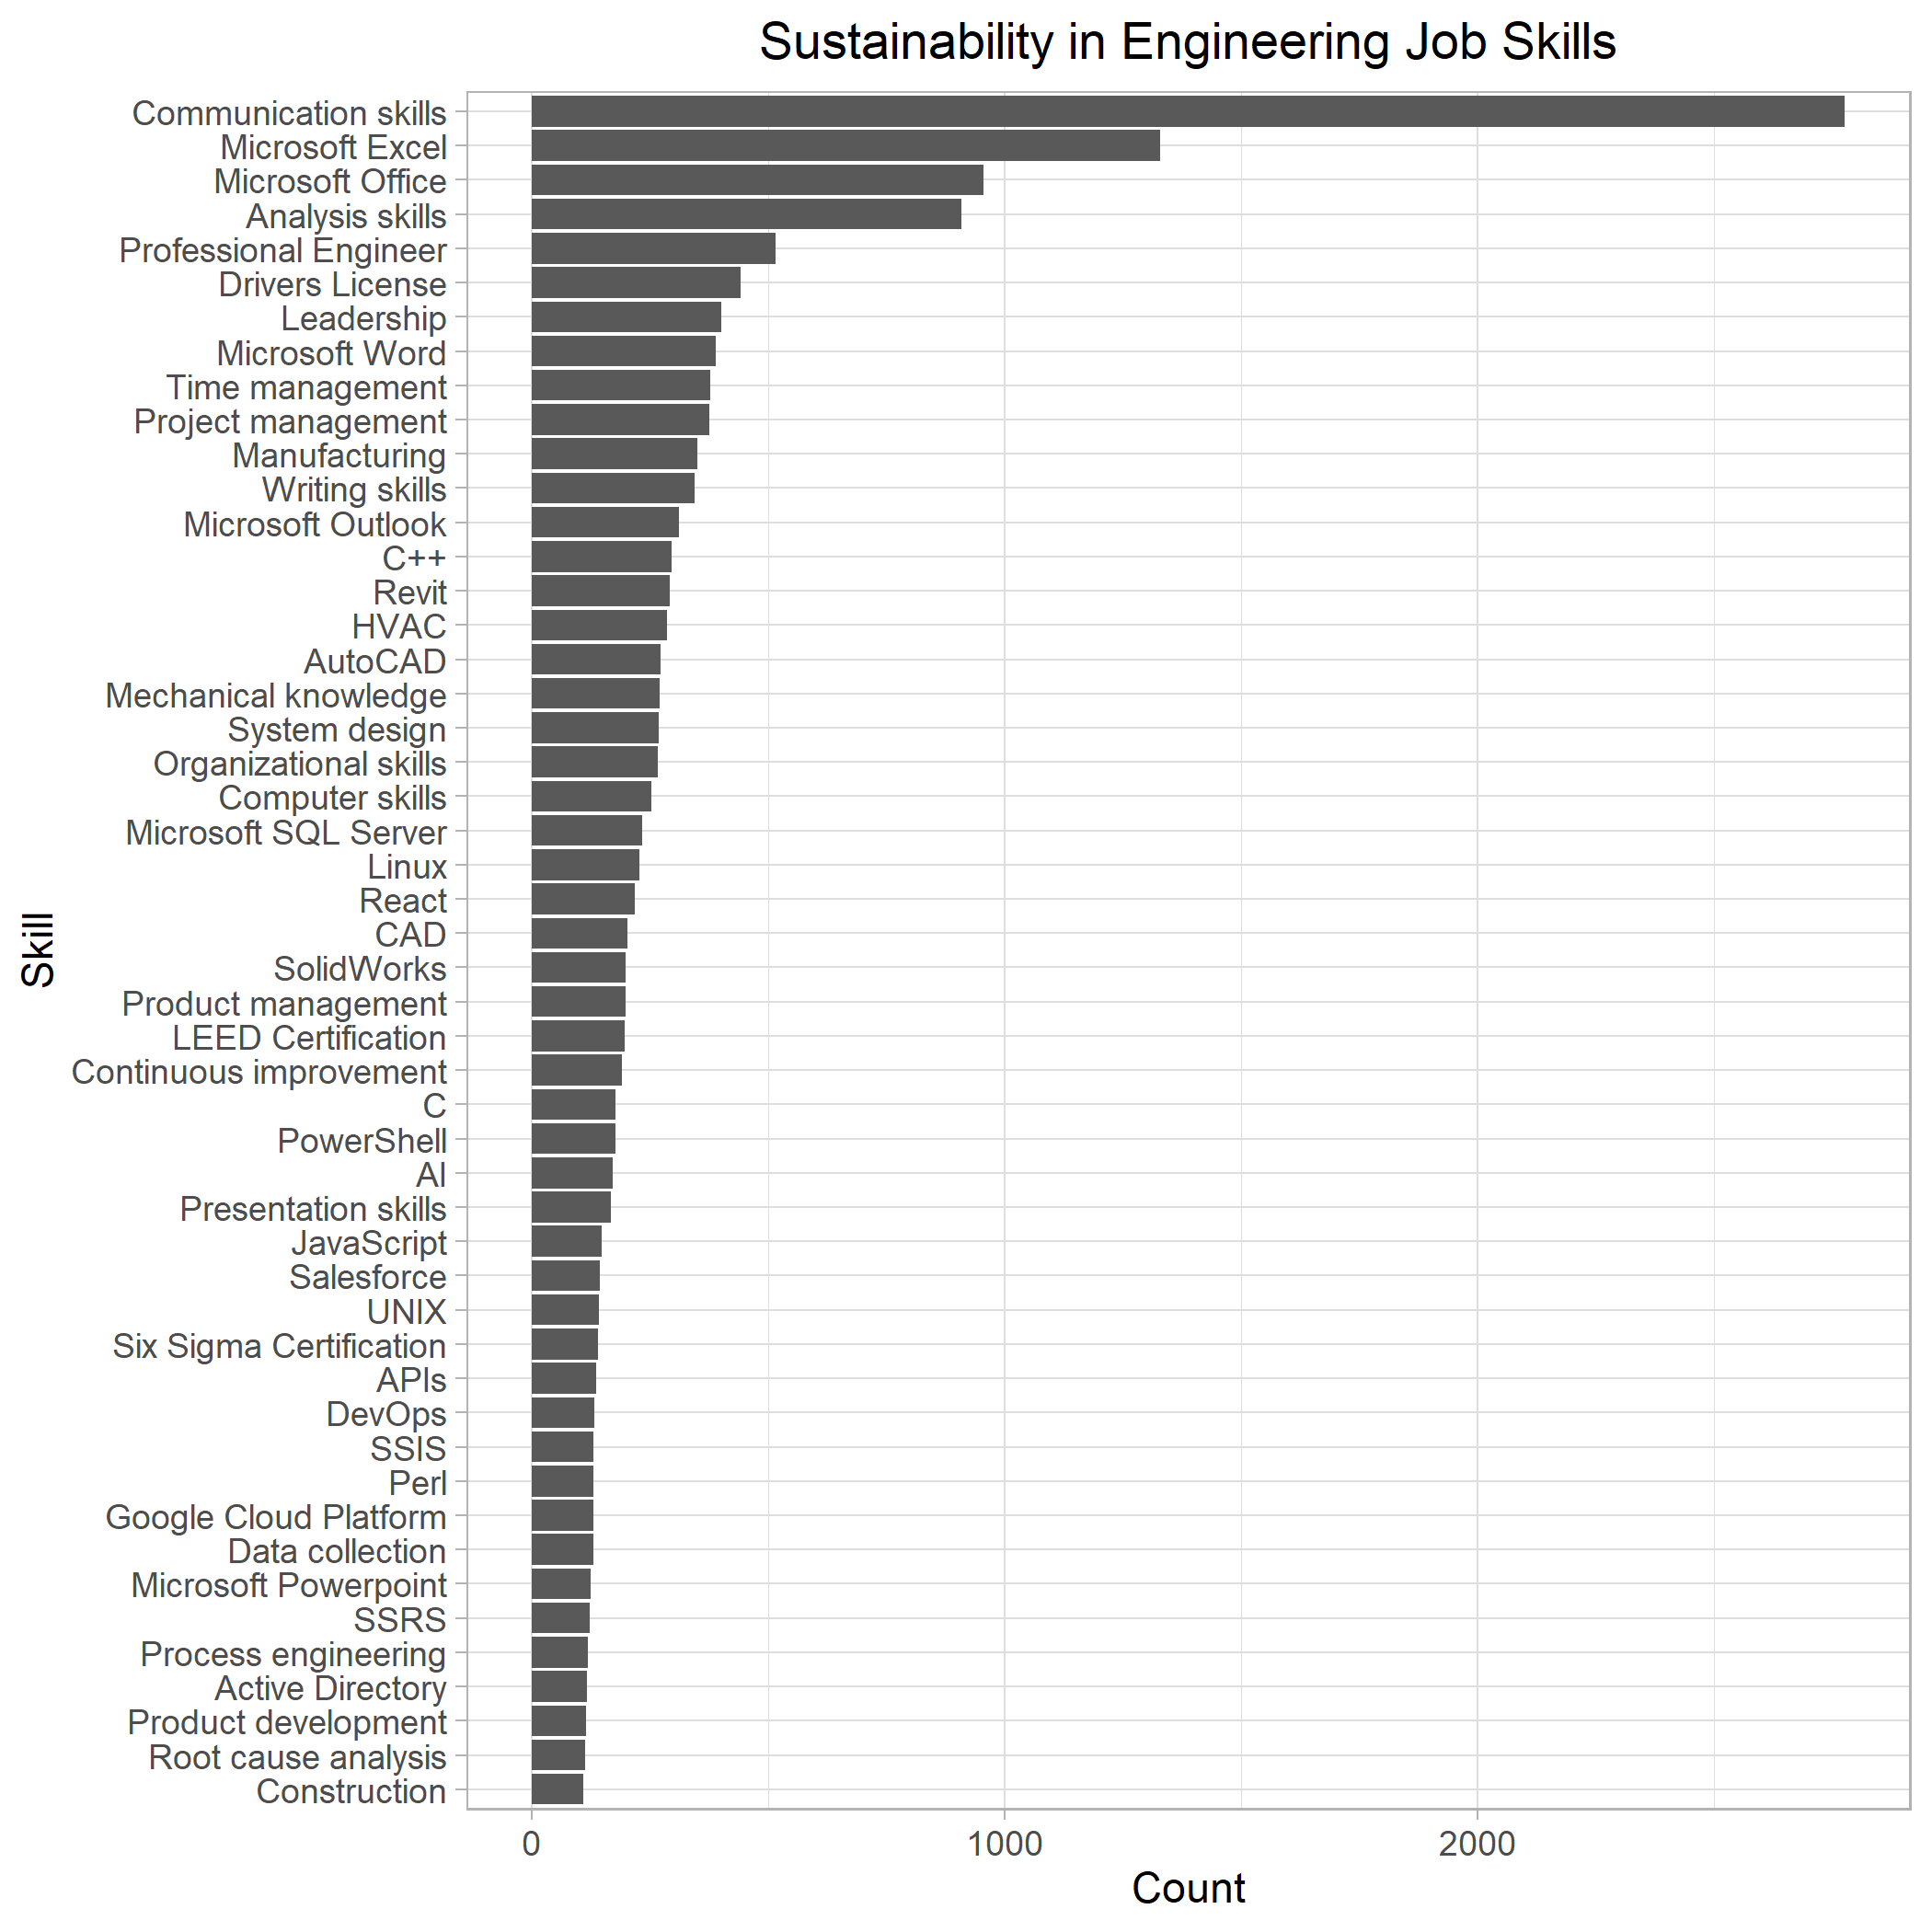 Sustainability in Engineering Job Skills
Communication skills
Microsoft Excel
Microsoft Office
Analysis skills
Professional Engineer
Drivers License
Leadership
Microsoft Word
Time management
Project management
Manufacturing
Writing skills
Microsoft Outlook
C++
Revit
HVAC
AutoCAD
Mechanical knowledge
System design
Organizational skills
Computer skills
Microsoft SQL Server
Linux
React
CAD
SolidWorks
Product management
LEED Certification
Continuous improvement
C
PowerShell
AI
Presentation skills
JavaScript
Salesforce
UNIX
Six Sigma Certification
APIs
DevOps
SSIS
Perl
Google Cloud Platform
Data collection
Microsoft Powerpoint
SSRS
Process engineering
Active Directory
Product development
Root cause analysis
Construction
Skill
0 1000 2000
Count